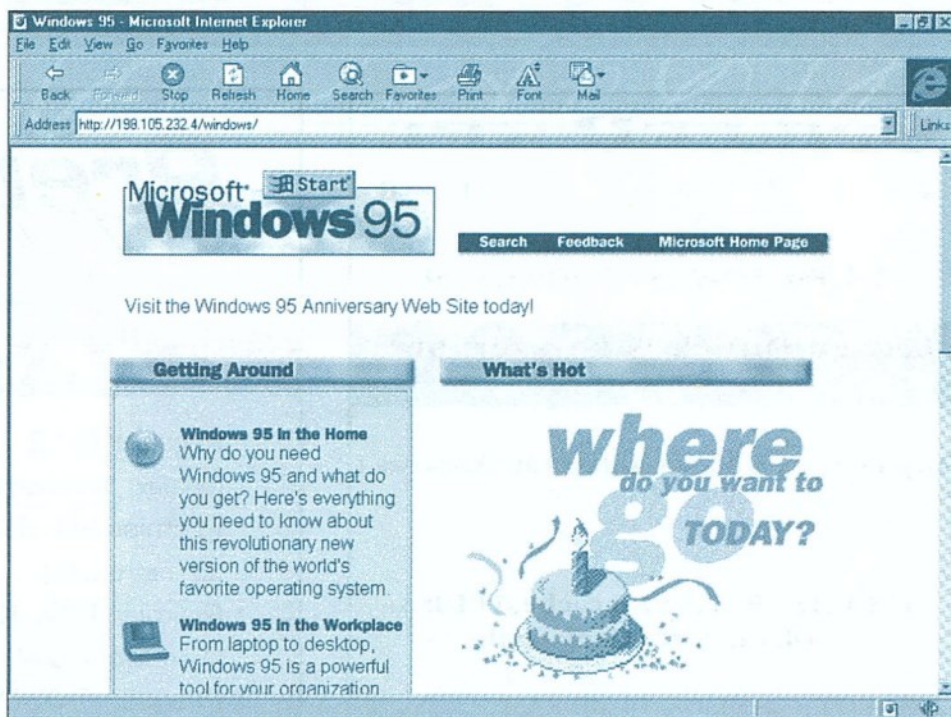 Windows 95 - Microsoft Internet Explorer
File Edit View Go Favorites Help
Back Forward Stop Refresh Home Search Favorites Print Font Mail
Address http://198.105.232.4/windows/ Links
Microsoft Start
Windows 95
Search Feedback Microsoft Home Page
Visit the Windows 95 Anniversary Web Site today!
Getting Around
What's Hot
Windows 95 in the Home
Why do you need
Windows 95 and what do
you get? Here's everything
you need to know about
this revolutionary new
version of the world's
favorite operating system.
Windows 95 in the Workplace
From laptop to desktop,
Windows 95 is a powerful
tool for your organization
where
do you want to
go
TODAY?